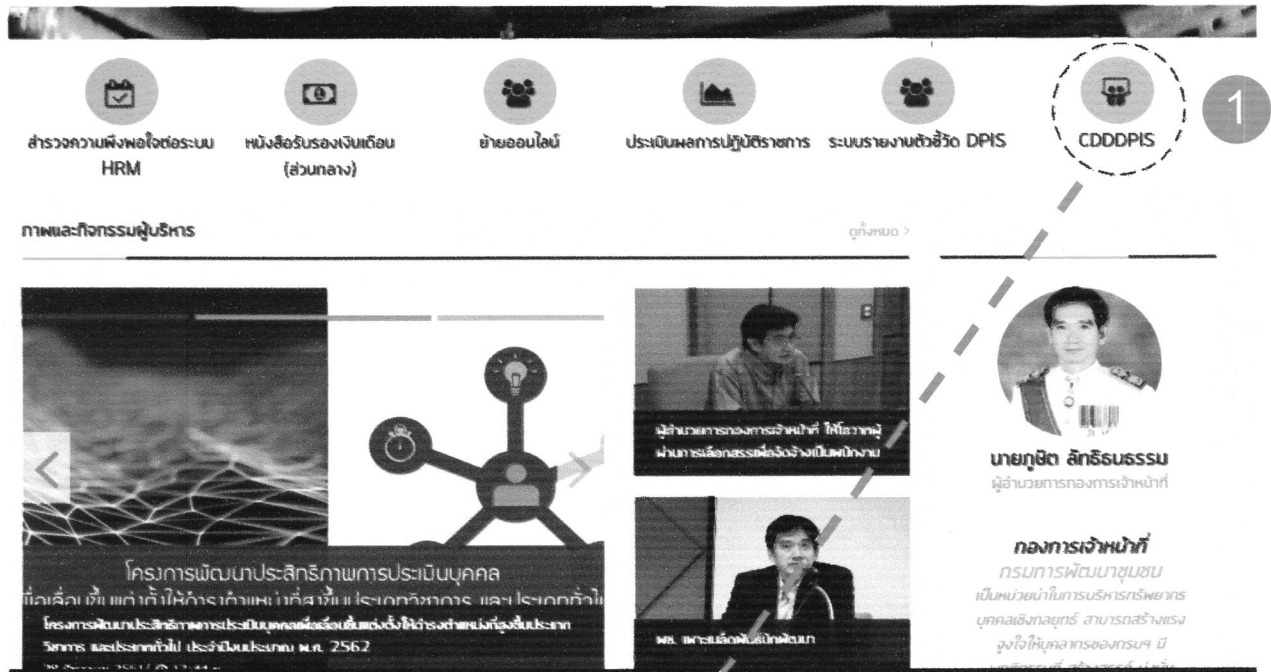 สำรวจความพึงพอใจต่อระบบ
HRM
หนังสือรับรองเงินเดือน
(ส่วนกลาง)
ย้ายออนไลน์
ประเมินผลการปฏิบัติราชการ
ระบบรายงานตัวชี้วัด DPIS
CDDDPIS
1
ภาพและกิจกรรมผู้บริหาร
ดูทั้งหมด >
โครงการพัฒนาประสิทธิภาพการประเมินบุคคล
โครงการพัฒนาประสิทธิภาพการประเมินบุคคลเพื่อเลื่อนขึ้นแต่งตั้งให้ดำรงตำแหน่งที่สูงขึ้นประเภท
วิชาการ และประเภททั่วไป ประจำปีงบประมาณ พ.ศ. 2562
ผู้อำนวยการกองการเจ้าหน้าที่ ให้โอวาทผู้
ผ่านการเลือกสรรเพื่อจัดจ้างเป็นพนักงาน
พช. เพาะเมล็ดพันธุ์นักพัฒนา
นายภูษิต ลัทธิธนธรรม
ผู้อำนวยการกองการเจ้าหน้าที่
กองการเจ้าหน้าที่
กรมการพัฒนาชุมชน
เป็นหน่วยนำในการบริหารทรัพยากร
บุคคลเชิงกลยุทธ์ สามารถสร้างแรง
จูงใจให้บุคลากรของกรมฯ มี